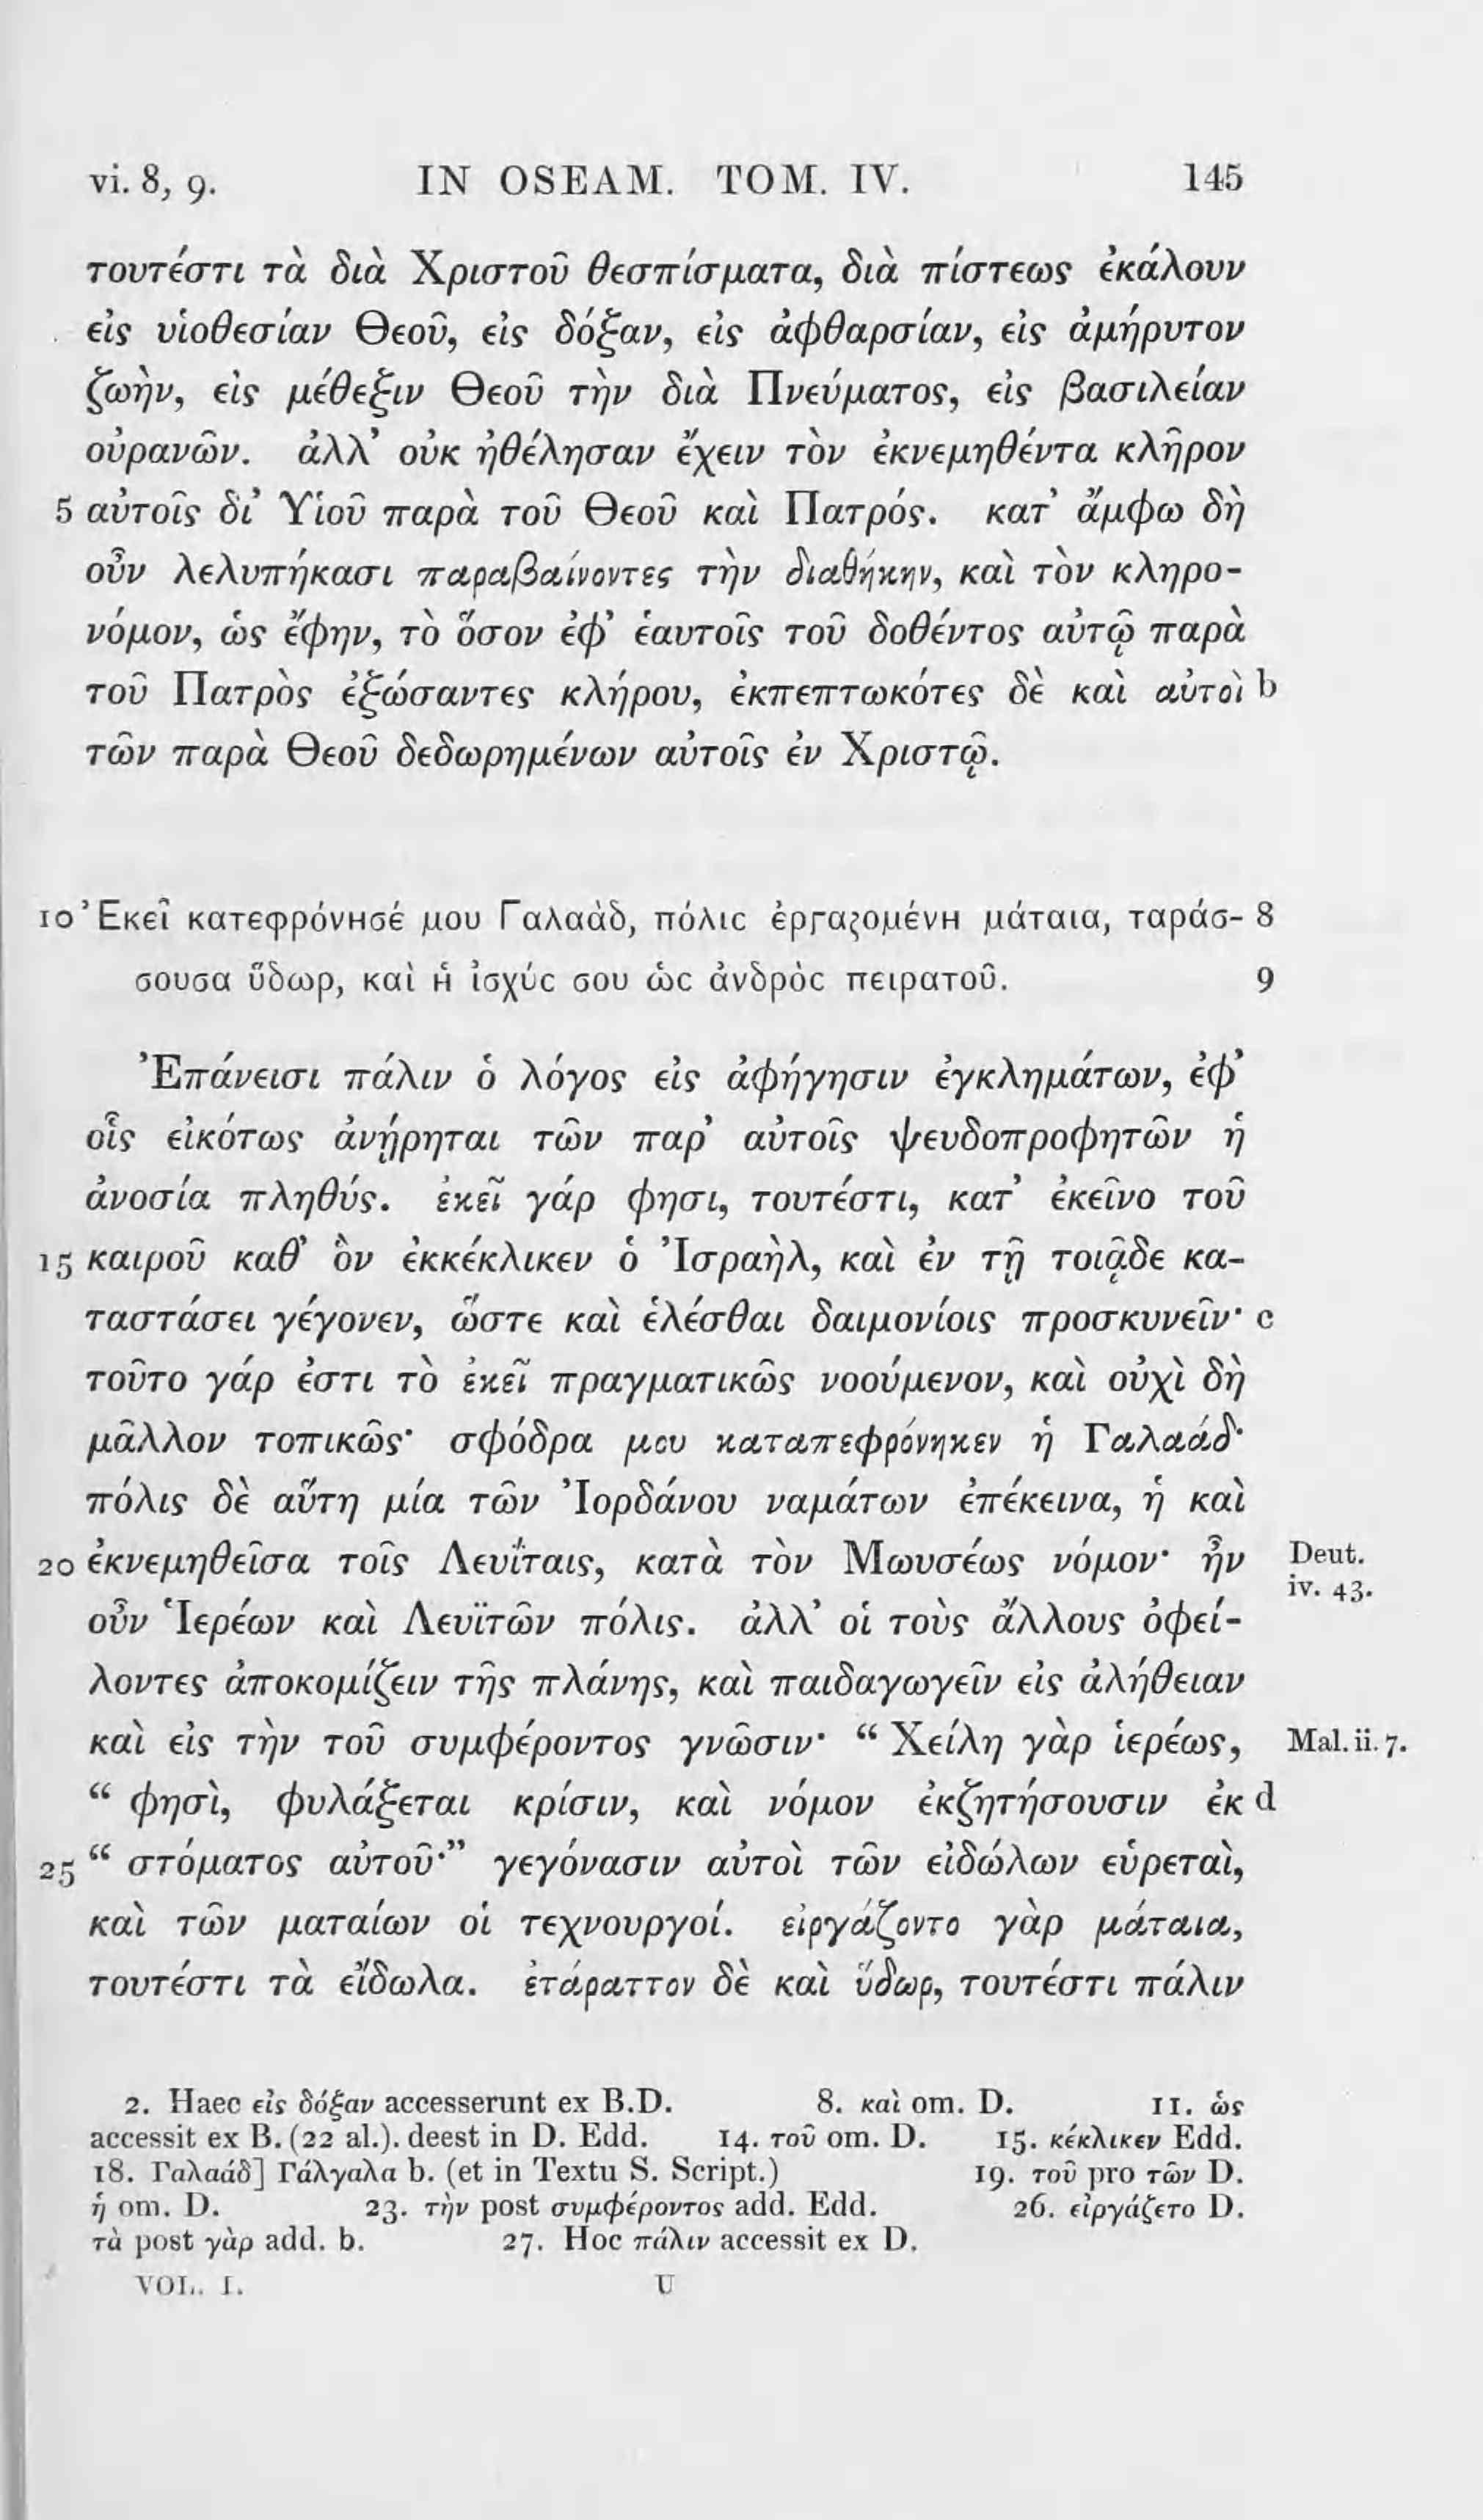 vi. 8, 9. IN OSEAM. TOM. IV. 145
τουτέστι τὰ διὰ Χριστοῦ θεσπίσματα, διὰ πίστεως ἐκάλουν
εἰς υἱοθεσίαν Θεοῦ, εἰς δόξαν, εἰς ἀφθαρσίαν, εἰς ἀμήρυτον
ζωὴν, εἰς μέθεξιν Θεοῦ τὴν διὰ Πνεύματος, εἰς βασιλείαν
οὐρανῶν. ἀλλ’ οὐκ ἠθέλησαν ἔχειν τὸν ἐκνεμηθέντα κλῆρον
5 αὐτοῖς δι’ Υἱοῦ παρὰ τοῦ Θεοῦ καὶ Πατρός. κατ’ ἄμφω δὴ
οὖν λελυπήκασι παραβαίνοντες τὴν διαθήκην, καὶ τὸν κληρο-
νόμον, ὡς ἔφην, τὸ ὅσον ἐφ’ ἑαυτοῖς τοῦ δοθέντος αὐτῷ παρὰ
τοῦ Πατρὸς ἐξώσαντες κλήρου, ἐκπεπτωκότες δὲ καὶ αὐτοὶ b
τῶν παρὰ Θεοῦ δεδωρημένων αὐτοῖς ἐν Χριστῷ.
10 Ἐκεῖ κατεφρόνησέ μου Γαλαὰδ, πόλις ἐργαζομένη μάταια, ταράσ- 8
σουσα ὕδωρ, καὶ ἡ ἰσχύς σου ὡς ἀνδρὸς πειρατοῦ. 9
Ἐπάνεισι πάλιν ὁ λόγος εἰς ἀφήγησιν ἐγκλημάτων, ἐφ’
οἷς εἰκότως ἀνῄρηται τῶν παρ’ αὐτοῖς ψευδοπροφητῶν ἡ
ἀνοσία πληθύς. ἐκεῖ γάρ φησι, τουτέστι, κατ’ ἐκεῖνο τοῦ
15 καιροῦ καθ’ ὃν ἐκκέκλικεν ὁ Ἰσραὴλ, καὶ ἐν τῇ τοιᾷδε κα-
ταστάσει γέγονεν, ὥστε καὶ ἑλέσθαι δαιμονίοις προσκυνεῖν· c
τοῦτο γάρ ἐστι τὸ ἐκεῖ πραγματικῶς νοούμενον, καὶ οὐχὶ δὴ
μᾶλλον τοπικῶς· σφόδρα μου καταπεφρόνηκεν ἡ Γαλαάδ·
πόλις δὲ αὕτη μία τῶν Ἰορδάνου ναμάτων ἐπέκεινα, ἡ καὶ
20 ἐκνεμηθεῖσα τοῖς Λευΐταις, κατὰ τὸν Μωυσέως νόμον· ἦν Deut. iv. 43.
οὖν Ἱερέων καὶ Λευϊτῶν πόλις. ἀλλ’ οἱ τοὺς ἄλλους ὀφεί-
λοντες ἀποκομίζειν τῆς πλάνης, καὶ παιδαγωγεῖν εἰς ἀλήθειαν
καὶ εἰς τὴν τοῦ συμφέροντος γνῶσιν· “ Χείλη γὰρ ἱερέως, Mal. ii. 7.
“ φησὶ, φυλάξεται κρίσιν, καὶ νόμον ἐκζητήσουσιν ἐκ d
25 “ στόματος αὐτοῦ·” γεγόνασιν αὐτοὶ τῶν εἰδώλων εὑρεταὶ,
καὶ τῶν ματαίων οἱ τεχνουργοί. εἰργάζοντο γὰρ μάταια,
τουτέστι τὰ εἴδωλα. ἐτάραττον δὲ καὶ ὕδωρ, τουτέστι πάλιν
2. Haec εἰς δόξαν accesserunt ex B.D. 8. καὶ om. D. 11. ὡς
accessit ex B. (22 al.). deest in D. Edd. 14. τοῦ om. D. 15. κέκλικεν Edd.
18. Γαλαάδ] Γάλγαλα b. (et in Textu S. Script.) 19. τοῦ pro τῶν D.
ἡ om. D. 23. τὴν post συμφέροντος add. Edd. 26. εἰργάζετο D.
τὰ post γὰρ add. b. 27. Hoc πάλιν accessit ex D.
VOL. I. U